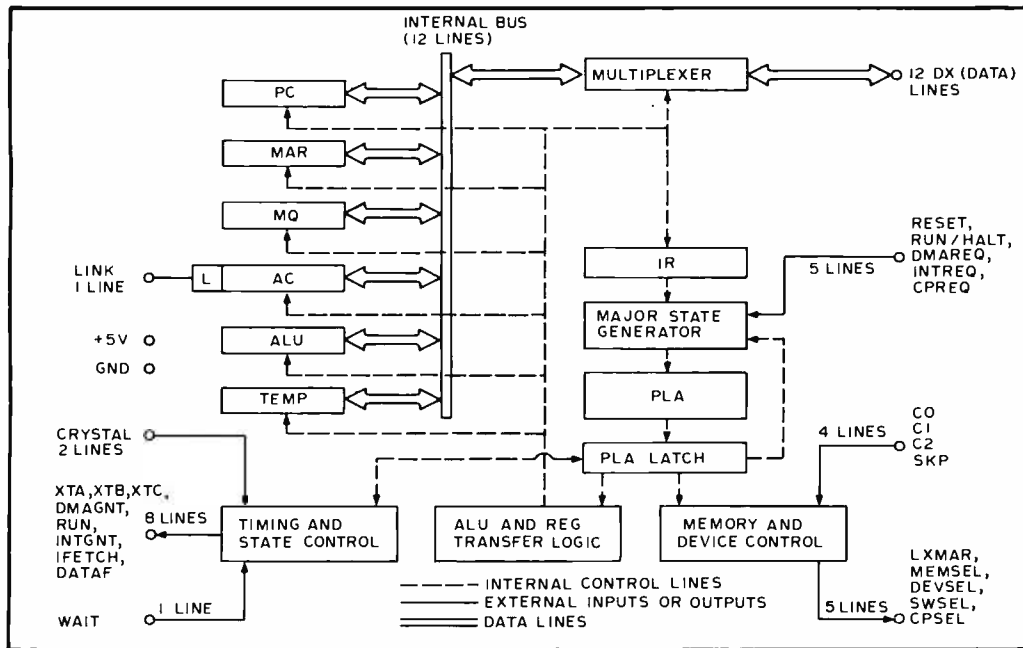 INTERNAL BUS
(12 LINES)
MULTIPLEXER
12 DX (DATA)
LINES
PC
MAR
MQ
LINK
1 LINE
L
AC
IR
5 LINES
RESET,
RUN/HALT,
DMAREQ,
INTREQ,
CPREQ
MAJOR STATE
GENERATOR
+5V
GND
ALU
TEMP
PLA
CRYSTAL
2 LINES
PLA LATCH
4 LINES
C0
C1
C2
SKP
XTA,XTB,XTC,
DMAGNT,
RUN,
INTGNT,
IFETCH,
DATAF
8 LINES
TIMING AND
STATE CONTROL
ALU AND REG
TRANSFER LOGIC
MEMORY AND
DEVICE CONTROL
WAIT
1 LINE
INTERNAL CONTROL LINES
EXTERNAL INPUTS OR OUTPUTS
DATA LINES
5 LINES
LXMAR,
MEMSEL,
DEVSEL,
SWSEL,
CPSEL